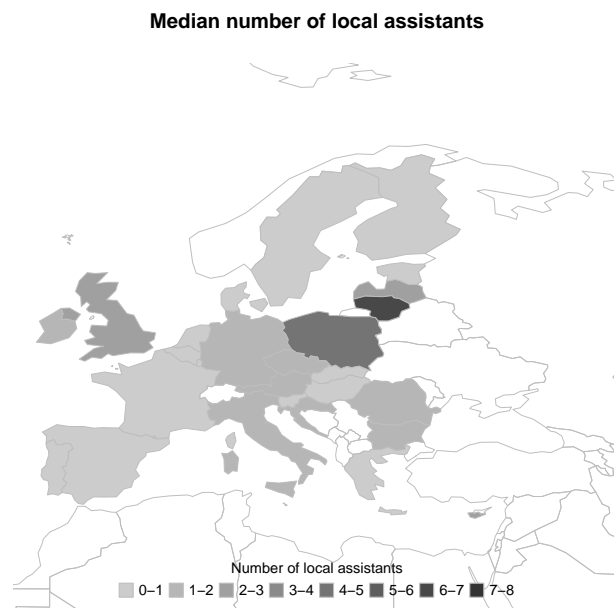 Median number of local assistants
Number of local assistants
0–1 1–2 2–3 3–4 4–5 5–6 6–7 7–8